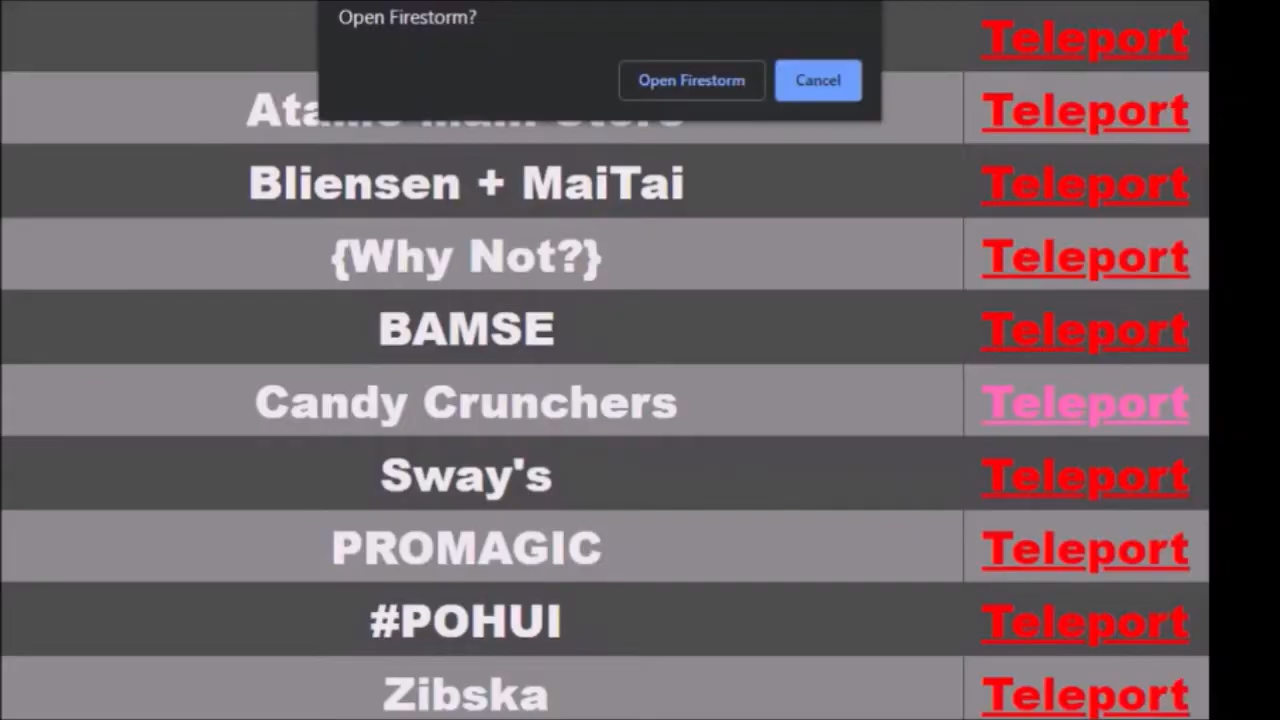 Open Firestorm?
Open Firestorm Cancel
Teleport
Teleport
Bliensen + MaiTai Teleport
{Why Not?} Teleport
BAMSE Teleport
Candy Crunchers Teleport
Sway's Teleport
PROMAGIC Teleport
#POHUI Teleport
Zibska Teleport